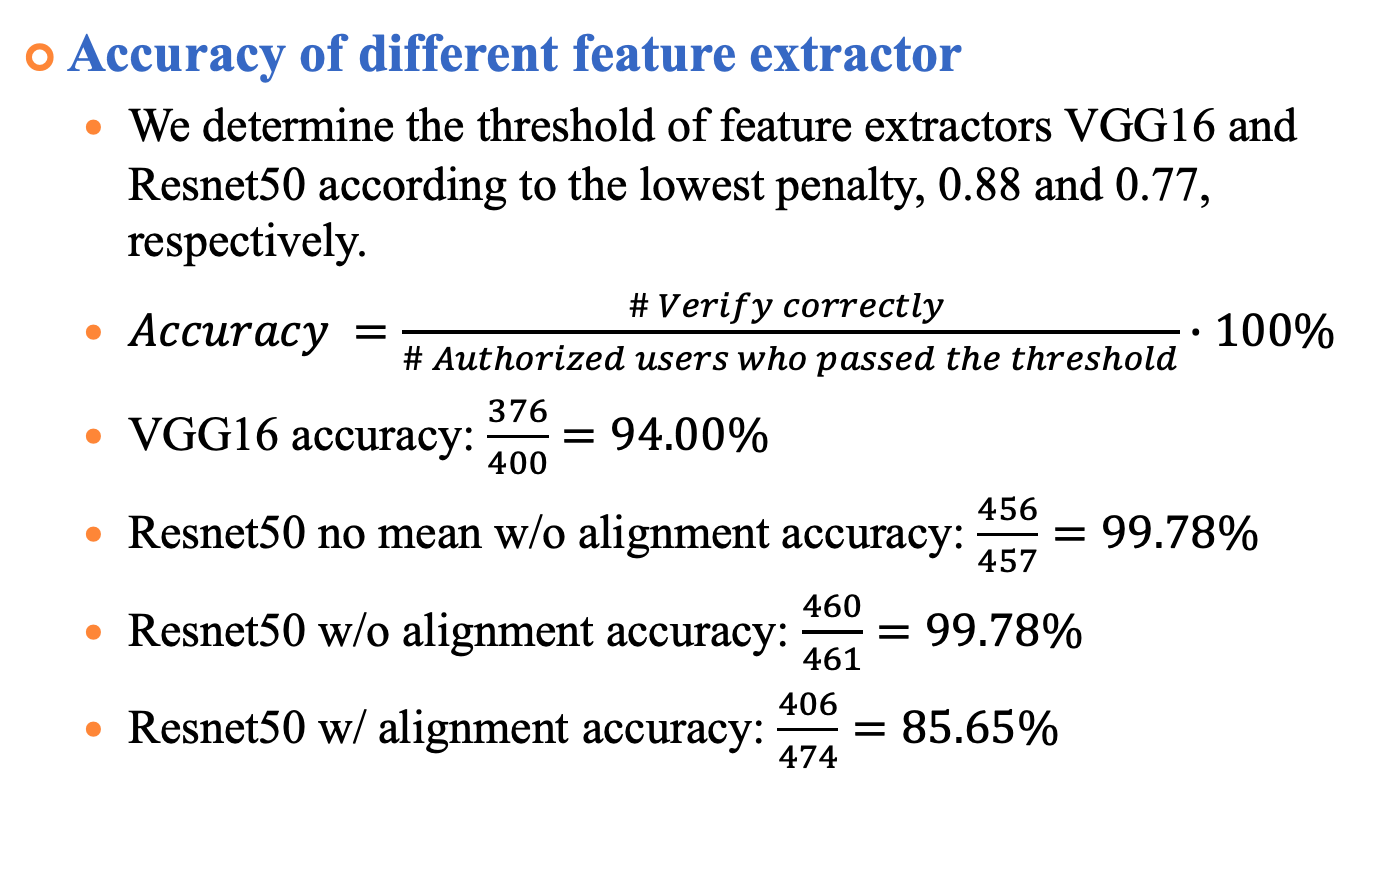 Accuracy of different feature extractor
• We determine the threshold of feature extractors VGG16 and
Resnet50 according to the lowest penalty, 0.88 and 0.77,
respectively.
• Accuracy = # Verify correctly / # Authorized users who passed the threshold · 100%
• VGG16 accuracy: 376/400 = 94.00%
• Resnet50 no mean w/o alignment accuracy: 456/457 = 99.78%
• Resnet50 w/o alignment accuracy: 460/461 = 99.78%
• Resnet50 w/ alignment accuracy: 406/474 = 85.65%